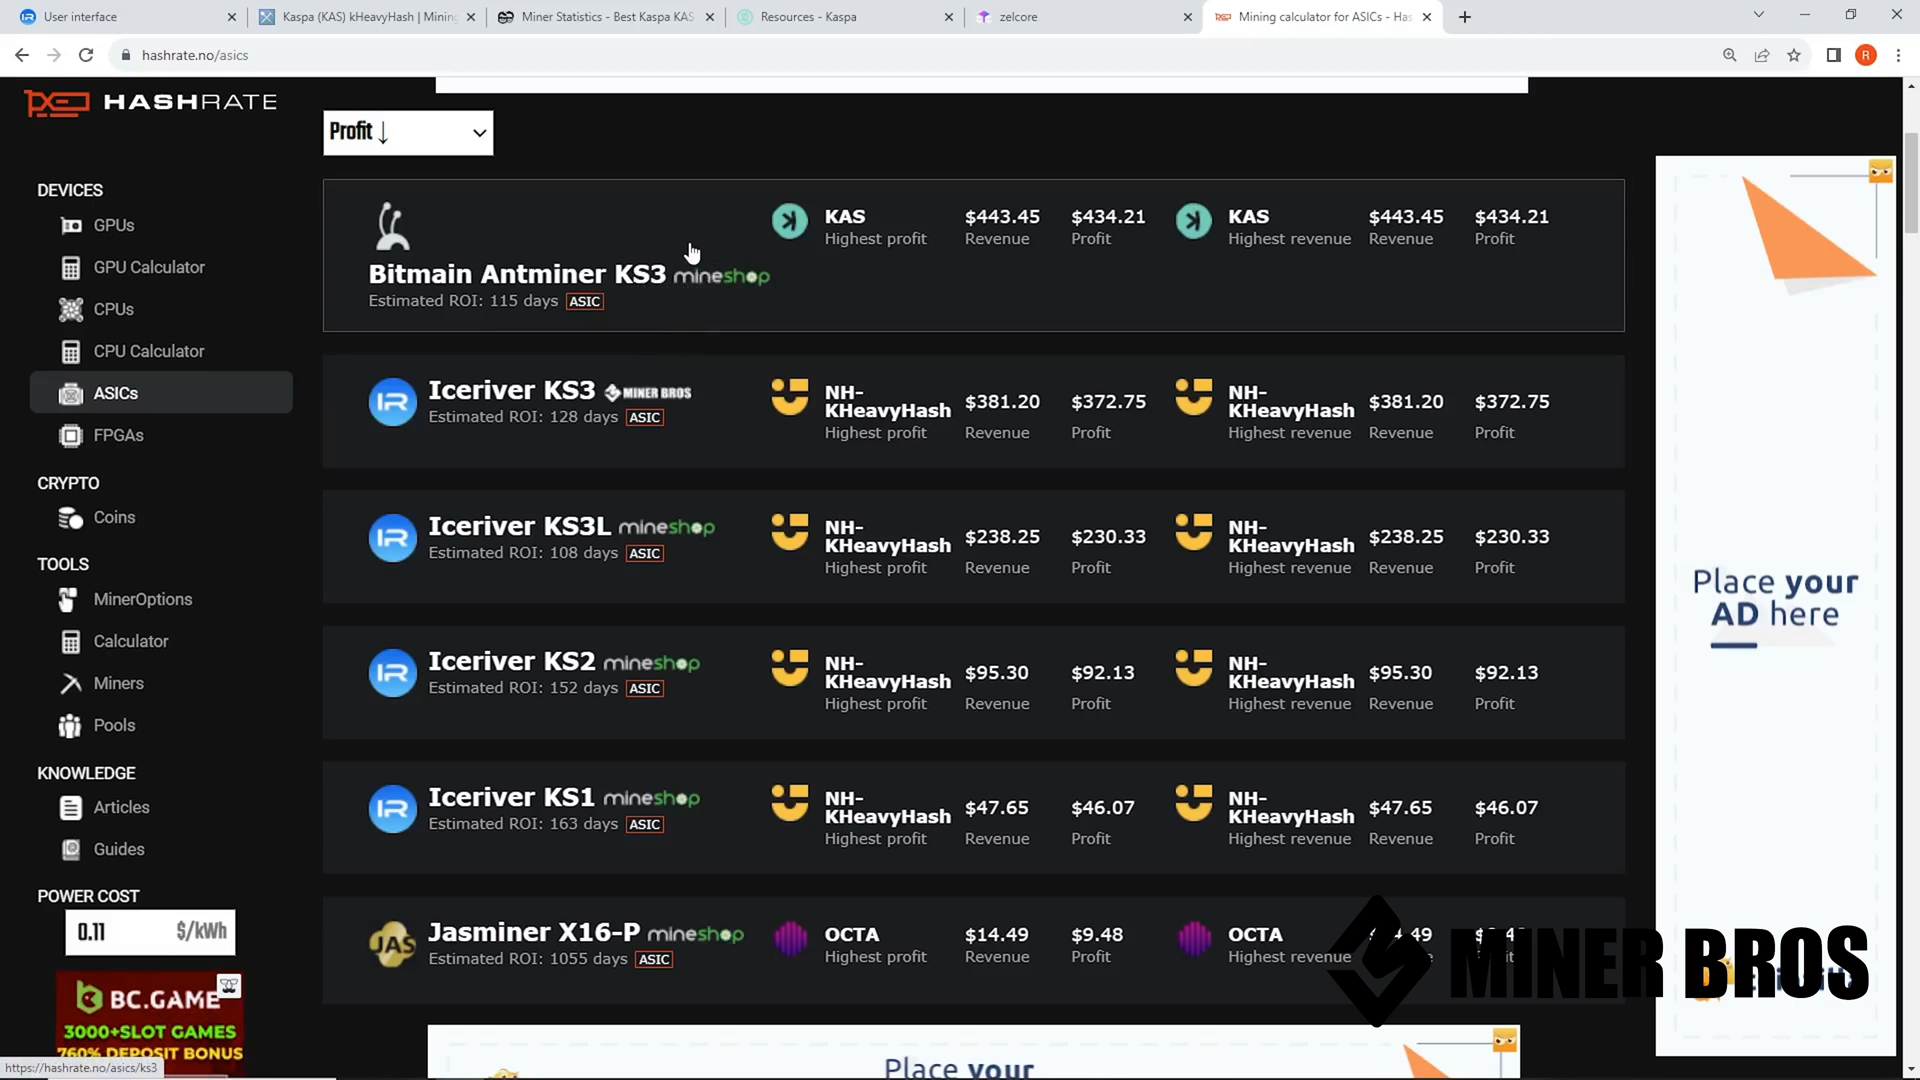 User interface
Kaspa (KAS) kHeavyHash | Mining
Miner Statistics - Best Kaspa KAS
Resources - Kaspa
zelcore
Mining calculator for ASICs - Has
hashrate.no/asics
R
HASHRATE
Profit ↓
DEVICES
GPUs
GPU Calculator
CPUs
CPU Calculator
ASICs
FPGAs
CRYPTO
Coins
TOOLS
MinerOptions
Calculator
Miners
Pools
KNOWLEDGE
Articles
Guides
POWER COST
0.11 $/kWh
BC.GAME
3000+SLOT GAMES
760% DEPOSIT BONUS
https://hashrate.no/asics/ks3
KAS $443.45 $434.21 KAS $443.45 $434.21
Highest profit Revenue Profit Highest revenue Revenue Profit
Bitmain Antminer KS3 mineshop
Estimated ROI: 115 days ASIC
Iceriver KS3 MINER BROS
Estimated ROI: 128 days ASIC
NH-KHeavyHash $381.20 $372.75 NH-KHeavyHash $381.20 $372.75
Highest profit Revenue Profit Highest revenue Revenue Profit
Iceriver KS3L mineshop
Estimated ROI: 108 days ASIC
NH-KHeavyHash $238.25 $230.33 NH-KHeavyHash $238.25 $230.33
Highest profit Revenue Profit Highest revenue Revenue Profit
Iceriver KS2 mineshop
Estimated ROI: 152 days ASIC
NH-KHeavyHash $95.30 $92.13 NH-KHeavyHash $95.30 $92.13
Highest profit Revenue Profit Highest revenue Revenue Profit
Iceriver KS1 mineshop
Estimated ROI: 163 days ASIC
NH-KHeavyHash $47.65 $46.07 NH-KHeavyHash $47.65 $46.07
Highest profit Revenue Profit Highest revenue Revenue Profit
JAS
Jasminer X16-P mineshop
Estimated ROI: 1055 days ASIC
OCTA $14.49 $9.48 OCTA
Highest profit Revenue Profit Highest revenue
Place your
AD here
MINER BROS
Place your